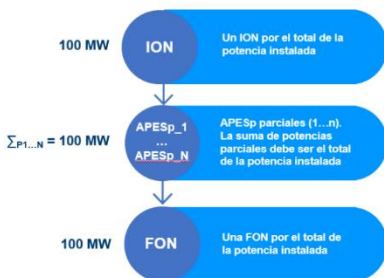 100 MW
ION
Un ION por el total de la
potencia instalada
∑P1...N = 100 MW
APESp_1
...
APESp_N
APESp parciales (1...n).
La suma de potencias
parciales debe ser el total
de la potencia instalada
100 MW
FON
Una FON por el total de
la potencia instalada